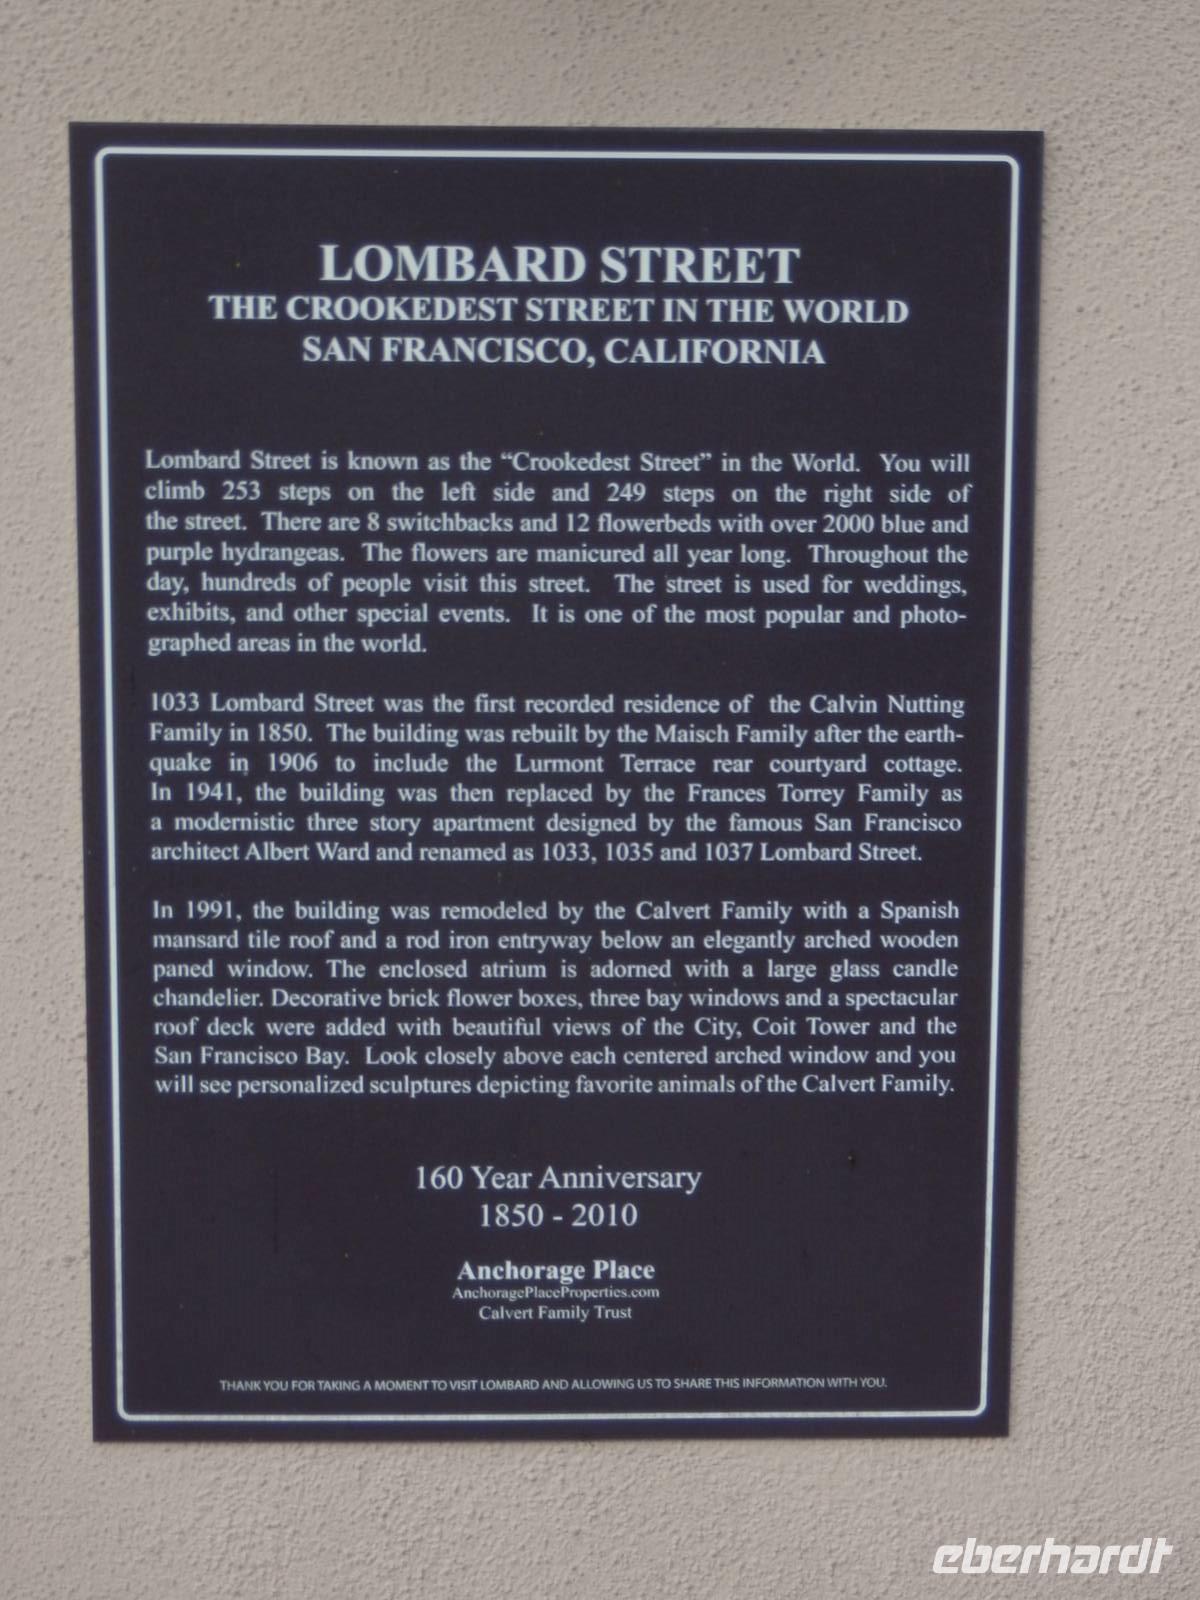 LOMBARD STREET
THE CROOKEDEST STREET IN THE WORLD
SAN FRANCISCO, CALIFORNIA
Lombard Street is known as the “Crookedest Street” in the World. You will
climb 253 steps on the left side and 249 steps on the right side of
the street. There are 8 switchbacks and 12 flowerbeds with over 2000 blue and
purple hydrangeas. The flowers are manicured all year long. Throughout the
day, hundreds of people visit this street. The street is used for weddings,
exhibits, and other special events. It is one of the most popular and photo-
graphed areas in the world.
1033 Lombard Street was the first recorded residence of the Calvin Nutting
Family in 1850. The building was rebuilt by the Maisch Family after the earth-
quake in 1906 to include the Lurmont Terrace rear courtyard cottage.
In 1941, the building was then replaced by the Frances Torrey Family as
a modernistic three story apartment designed by the famous San Francisco
architect Albert Ward and renamed as 1033, 1035 and 1037 Lombard Street.
In 1991, the building was remodeled by the Calvert Family with a Spanish
mansard tile roof and a rod iron entryway below an elegantly arched wooden
paned window. The enclosed atrium is adorned with a large glass candle
chandelier. Decorative brick flower boxes, three bay windows and a spectacular
roof deck were added with beautiful views of the City, Coit Tower and the
San Francisco Bay. Look closely above each centered arched window and you
will see personalized sculptures depicting favorite animals of the Calvert Family.
160 Year Anniversary
1850 - 2010
Anchorage Place
AnchoragePlaceProperties.com
Calvert Family Trust
THANK YOU FOR TAKING A MOMENT TO VISIT LOMBARD AND ALLOWING US TO SHARE THIS INFORMATION WITH YOU.
eberhardt